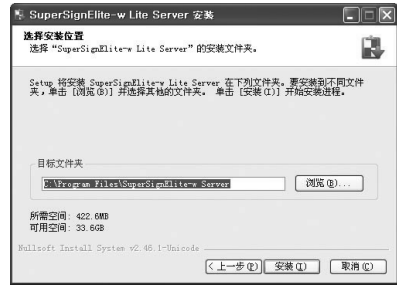 SuperSignElite-w Lite Server 安装
选择安装位置
选择“SuperSignElite-w Lite Server”的安装文件夹。
Setup 将安装 SuperSignElite-w Lite Server 在下列文件夹。要安装到不同文件
夹，单击 [浏览(B)] 并选择其他的文件夹。 单击 [安装(I)] 开始安装进程。
目标文件夹
C:\Program Files\SuperSignElite-w Server
浏览(B)...
所需空间: 422.6MB
可用空间: 33.6GB
Nullsoft Install System v2.46.1-Unicode
< 上一步(P)
安装(I)
取消(C)